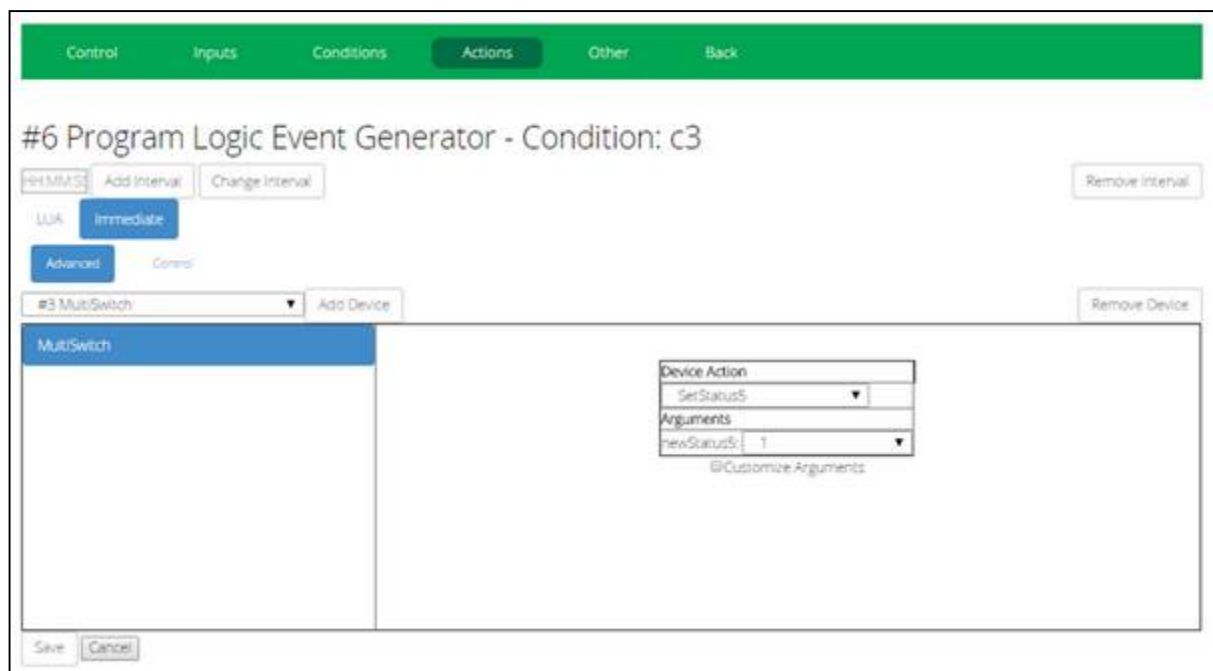 Control Inputs Conditions Actions Other Back
#6 Program Logic Event Generator - Condition: c3
HH:MM:SS Add Interval Change Interval Remove Interval
LUA Immediate
Advanced Control
#3 MultiSwitch Add Device Remove Device
MultiSwitch
Device Action
SetStatus5
Arguments
newStatus5: 1
Customize Arguments
Save Cancel